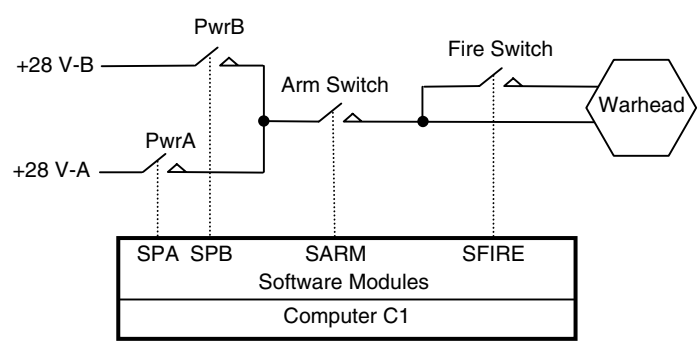 PwrB
+28 V-B
Fire Switch
Arm Switch
Warhead
PwrA
+28 V-A
SPA SPB SARM SFIRE
Software Modules
Computer C1